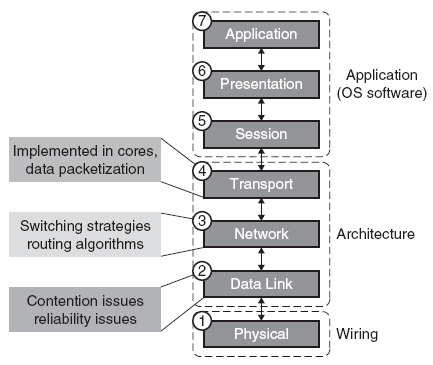 7
Application
6
Presentation
Application
(OS software)
5
Session
Implemented in cores,
data packetization
4
Transport
Switching strategies
routing algorithms
3
Network
Architecture
Contention issues
reliability issues
2
Data Link
1
Physical
Wiring